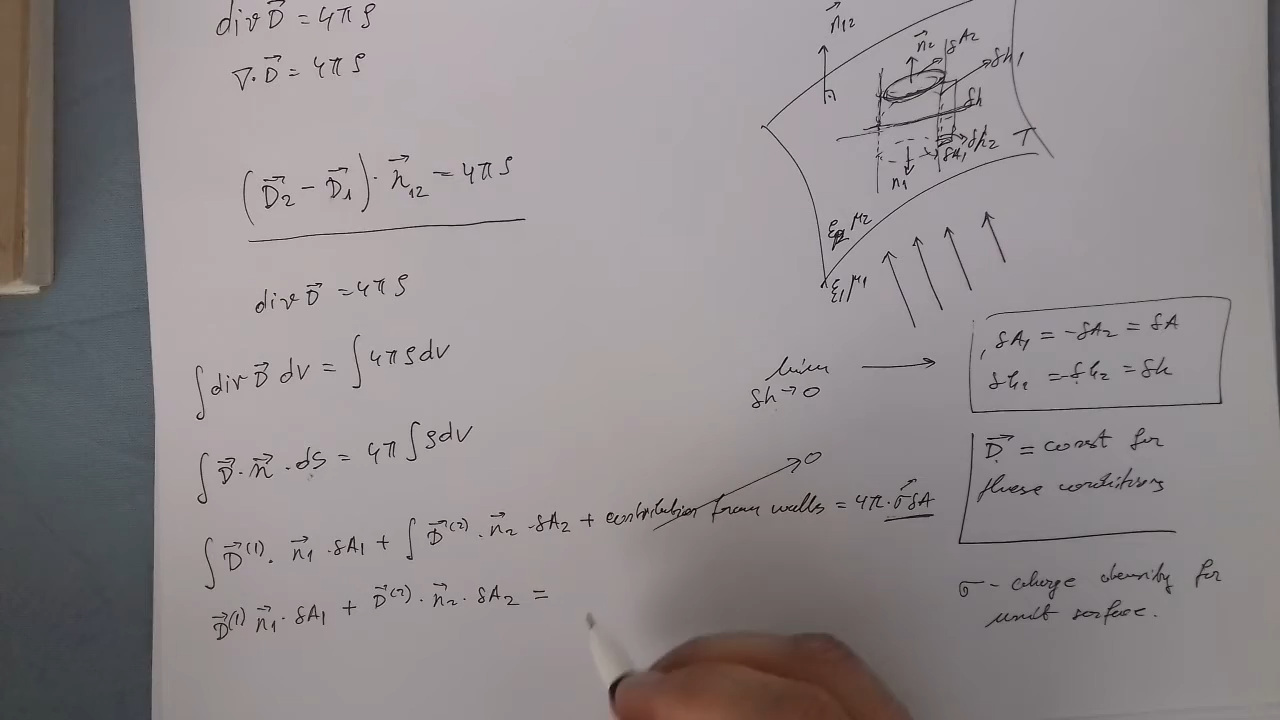 div D⃗ = 4π ρ
∇· D⃗ = 4π ρ
(D⃗₂ − D⃗₁) · n⃗₁₂ = 4π ρ
div D⃗ = 4π ρ
∫ div D⃗ dv = ∫ 4π ρ dv
∫ D⃗ · n⃗ · ds = 4π ∫ ρ dv
∫ D⃗⁽¹⁾ · n⃗₁ · δA₁ + ∫ D⃗⁽²⁾ · n⃗₂ · δA₂ + contribution from walls = 4π · σ⃗ δA
→ 0
D⃗⁽¹⁾ n⃗₁ · δA₁ + D⃗⁽²⁾ · n⃗₂ · δA₂ =
n⃗₁₂
n⃗₂
δA₂
δh₁
δh
δA₁
δh₂
n₁
T
ε₂ μ₂
ε₁ μ₁
lim
δh → 0
δA₁ = −δA₂ = δA
δh₁ = −δh₂ = δh
D⃗ = const for
these conditions
σ - charge density for
unit surface.